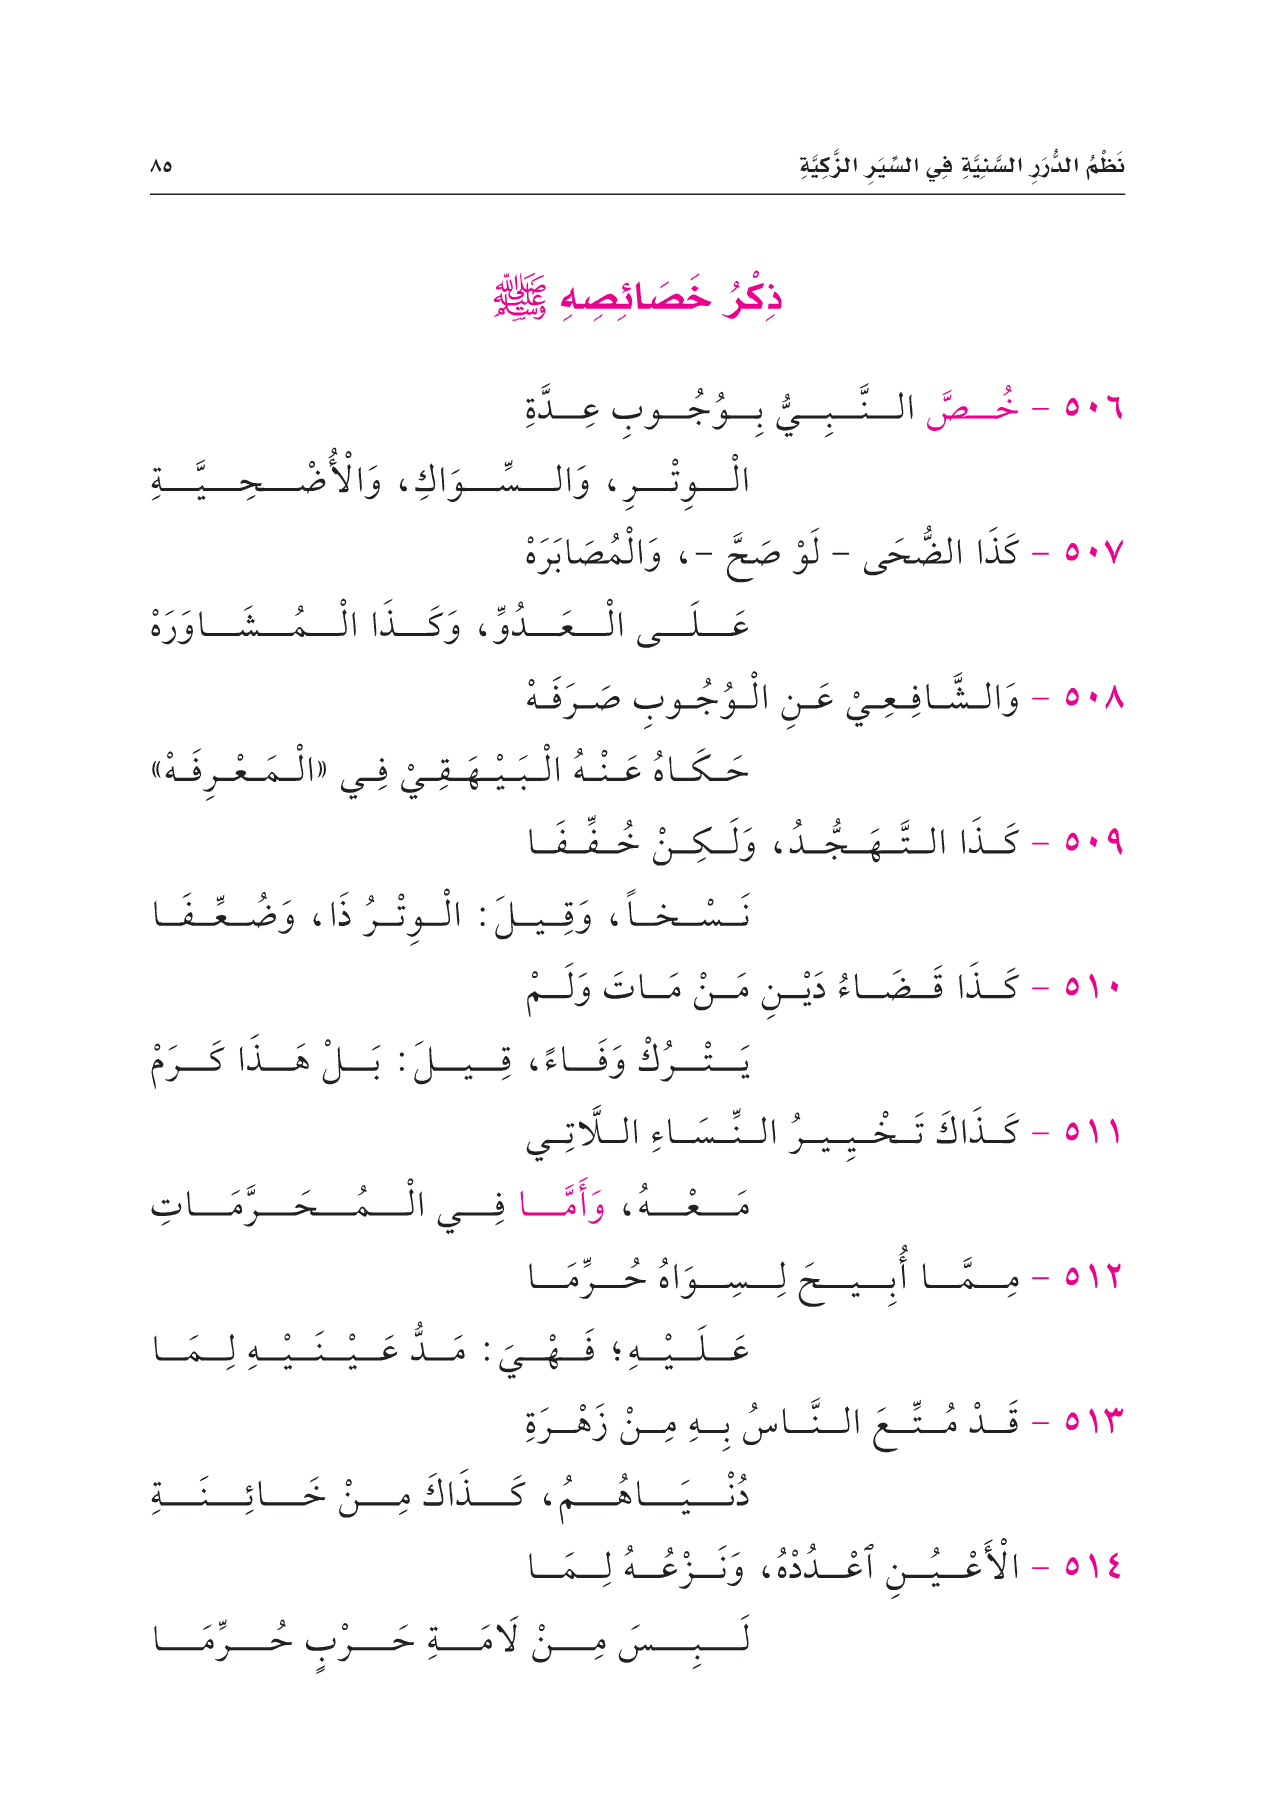 نَظْمُ الدُّرَرِ السَّنِيَّةِ فِي السِّيَرِ الزَّكِيَّةِ ٨٥
ذِكْرُ خَصَائِصِهِ ﷺ
٥٠٦ - خُصَّ النَّبِيُّ بِوُجُوبِ عِدَّةِ
الْوِتْرِ، وَالسِّوَاكِ، وَالْأُضْحِيَّةِ
٥٠٧ - كَذَا الضُّحَى - لَوْ صَحَّ -، وَالْمُصَابَرَهْ
عَلَى الْعَدُوِّ، وَكَذَا الْمُشَاوَرَهْ
٥٠٨ - وَالشَّافِعِيْ عَنِ الْوُجُوبِ صَرَفَهْ
حَكَاهُ عَنْهُ الْبَيْهَقِيْ فِي «الْمَعْرِفَهْ»
٥٠٩ - كَذَا التَّهَجُّدُ، وَلَكِنْ خُفِّفَا
نَسْخاً، وَقِيلَ: الْوِتْرُ ذَا، وَضُعِّفَا
٥١٠ - كَذَا قَضَاءُ دَيْنِ مَنْ مَاتَ وَلَمْ
يَتْرُكْ وَفَاءً، قِيلَ: بَلْ هَذَا كَرَمْ
٥١١ - كَذَاكَ تَخْيِيرُ النِّسَاءِ اللَّاتِي
مَعْهُ، وَأَمَّا فِي الْمُحَرَّمَاتِ
٥١٢ - مِمَّا أُبِيحَ لِسِوَاهُ حُرِّمَا
عَلَيْهِ؛ فَهْيَ: مَدُّ عَيْنَيْهِ لِمَا
٥١٣ - قَدْ مُتِّعَ النَّاسُ بِهِ مِنْ زَهْرَةِ
دُنْيَاهُمُ، كَذَاكَ مِنْ خَائِنَةِ
٥١٤ - الْأَعْيُنِ ٱعْدُدْهُ، وَنَزْعُهُ لِمَا
لَبِسَ مِنْ لَامَةِ حَرْبٍ حُرِّمَا